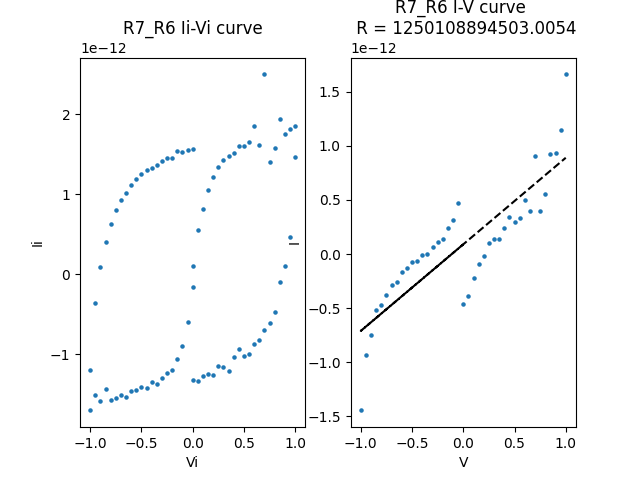 R7_R6 Ii-Vi curve
1e−12
Ii
2
1
0
−1
−1.0 −0.5 0.0 0.5 1.0
Vi
R7_R6 I-V curve
R = 1250108894503.0054
1e−12
I
1.5
1.0
0.5
0.0
−0.5
−1.0
−1.5
−1.0 −0.5 0.0 0.5 1.0
V